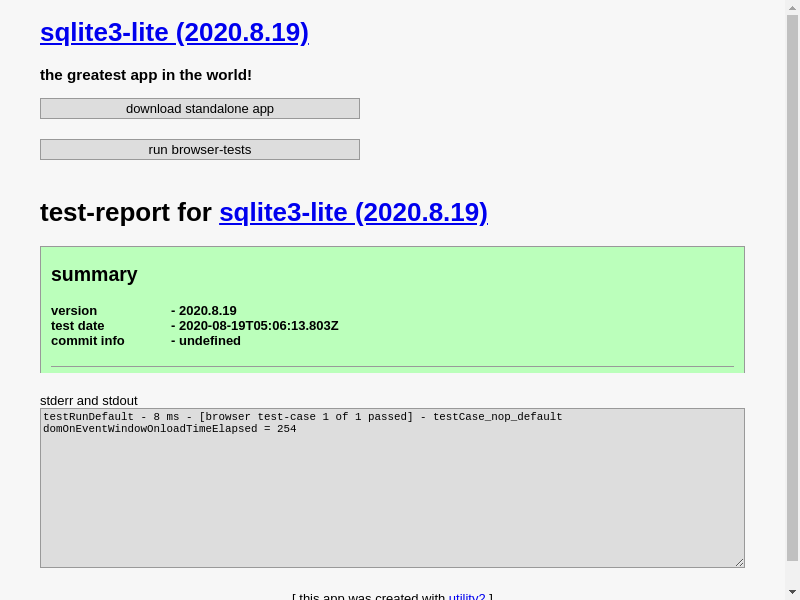 sqlite3-lite (2020.8.19)
the greatest app in the world!
download standalone app
run browser-tests
test-report for sqlite3-lite (2020.8.19)
summary
version - 2020.8.19
test date - 2020-08-19T05:06:13.803Z
commit info - undefined
stderr and stdout
testRunDefault - 8 ms - [browser test-case 1 of 1 passed] - testCase_nop_default
domOnEventWindowOnloadTimeElapsed = 254
[ this app was created with utility2 ]